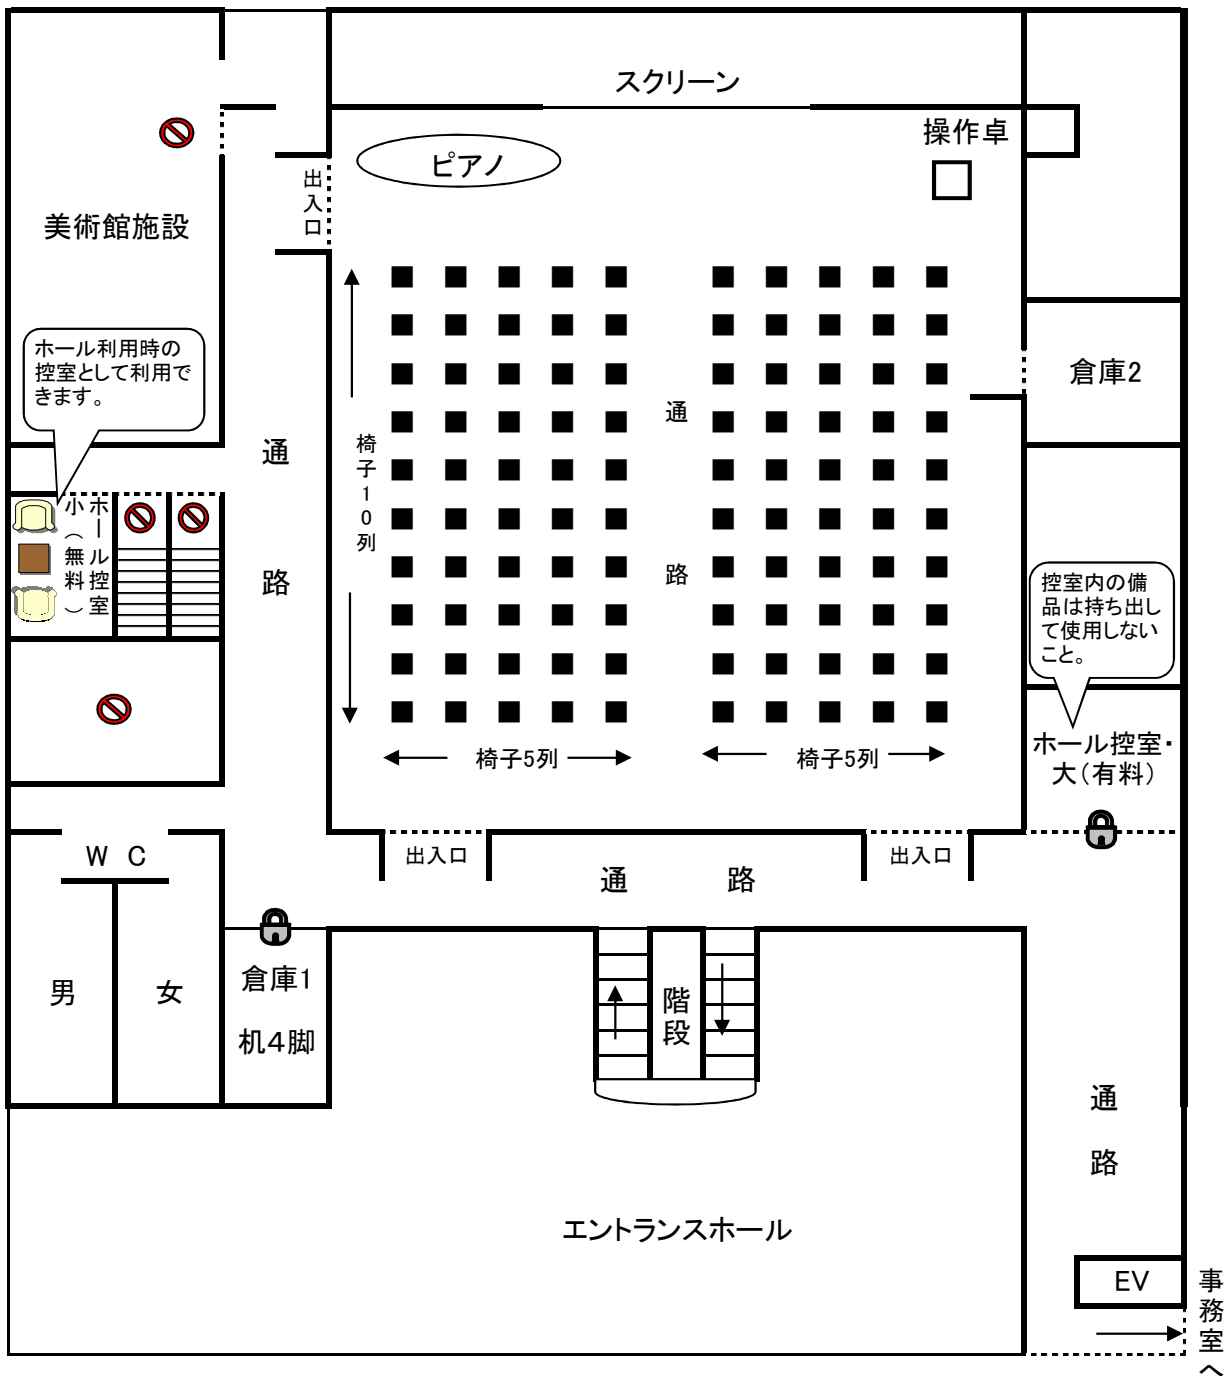 スクリーン
操作卓
ピアノ
出入口
美術館施設
ホール利用時の
控室として利用で
きます。
倉庫2
通路
椅子10列
通路
ホール控室
小（無料）
控室内の備
品は持ち出し
て使用しない
こと。
椅子5列
椅子5列
ホール控室・
大(有料)
出入口
出入口
W C
通路
男
女
倉庫1
机4脚
階段
通路
エントランスホール
EV
事務室へ